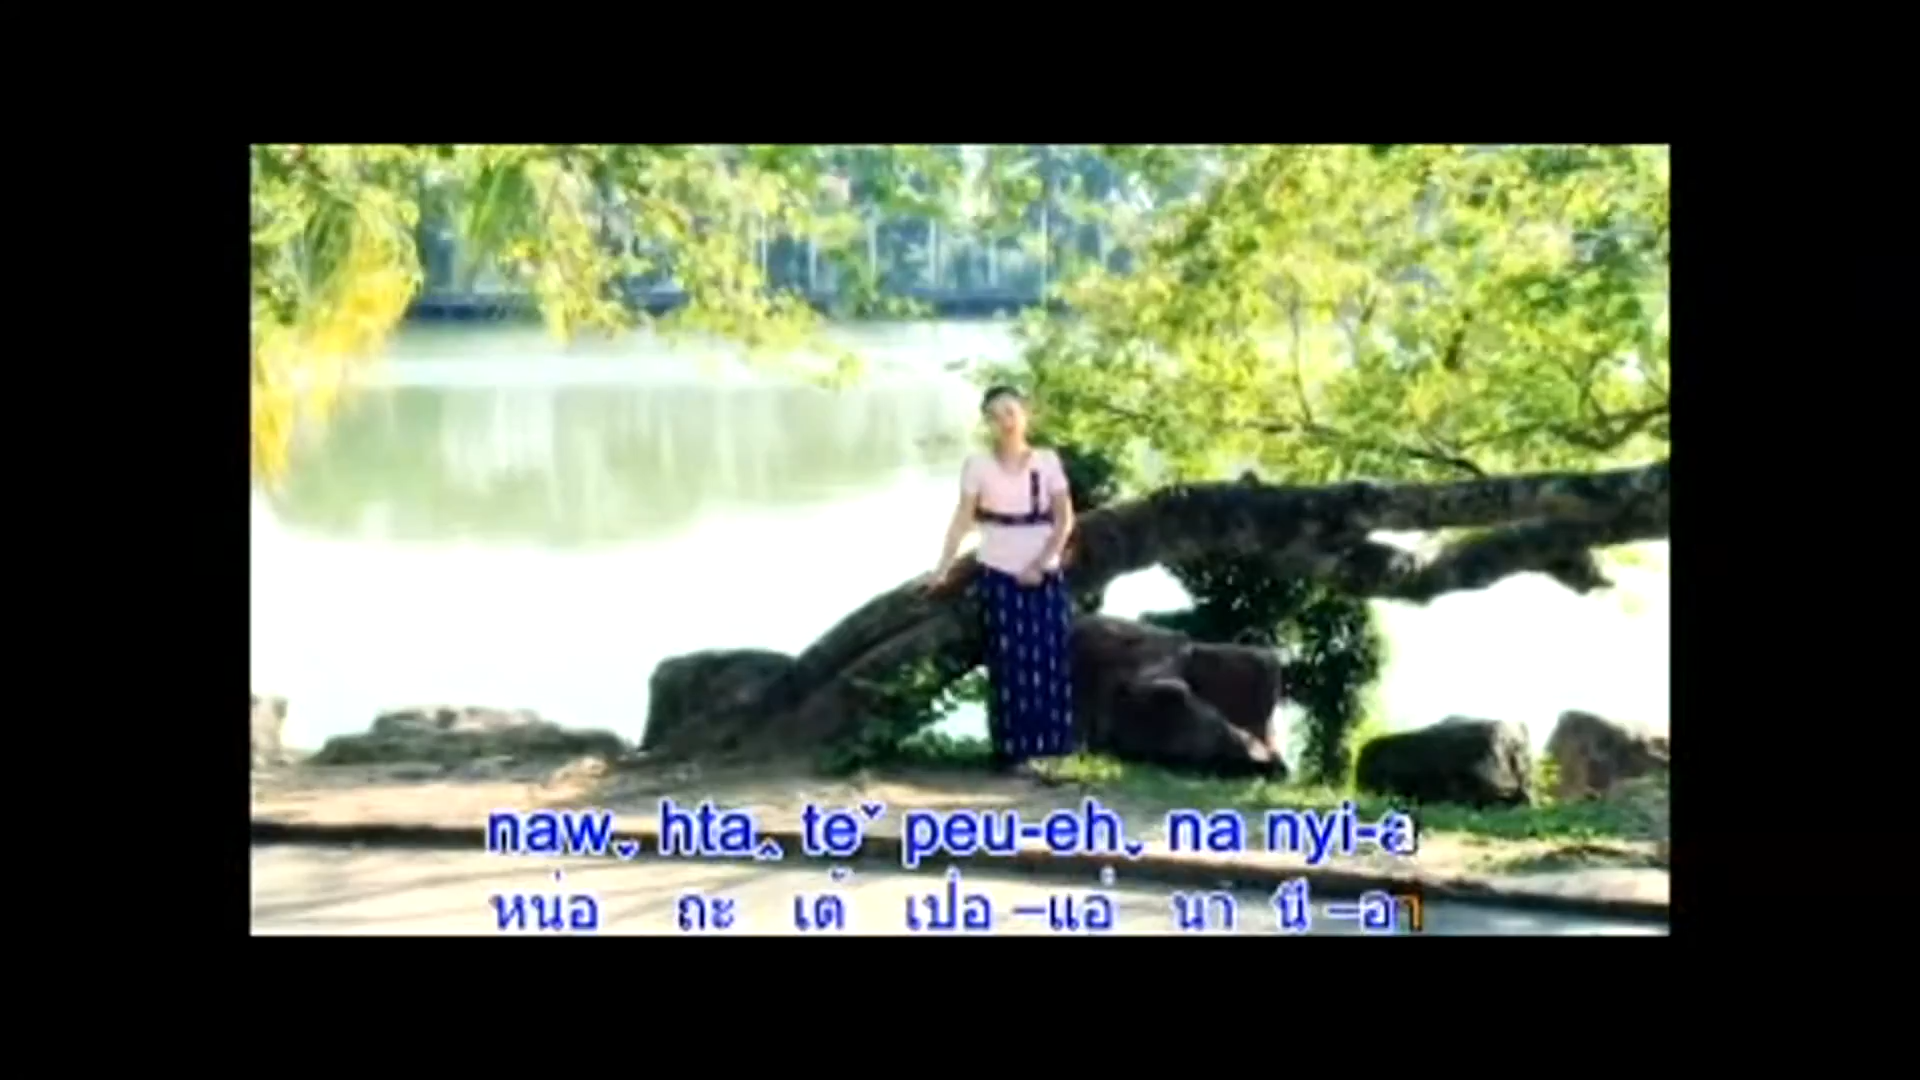 naw.ˬ hta‸ teˇ peu-eh.ˬ na nyi-a
หน่อ ถะ เต้ เปอ่ –แอ่ นา นี –อา